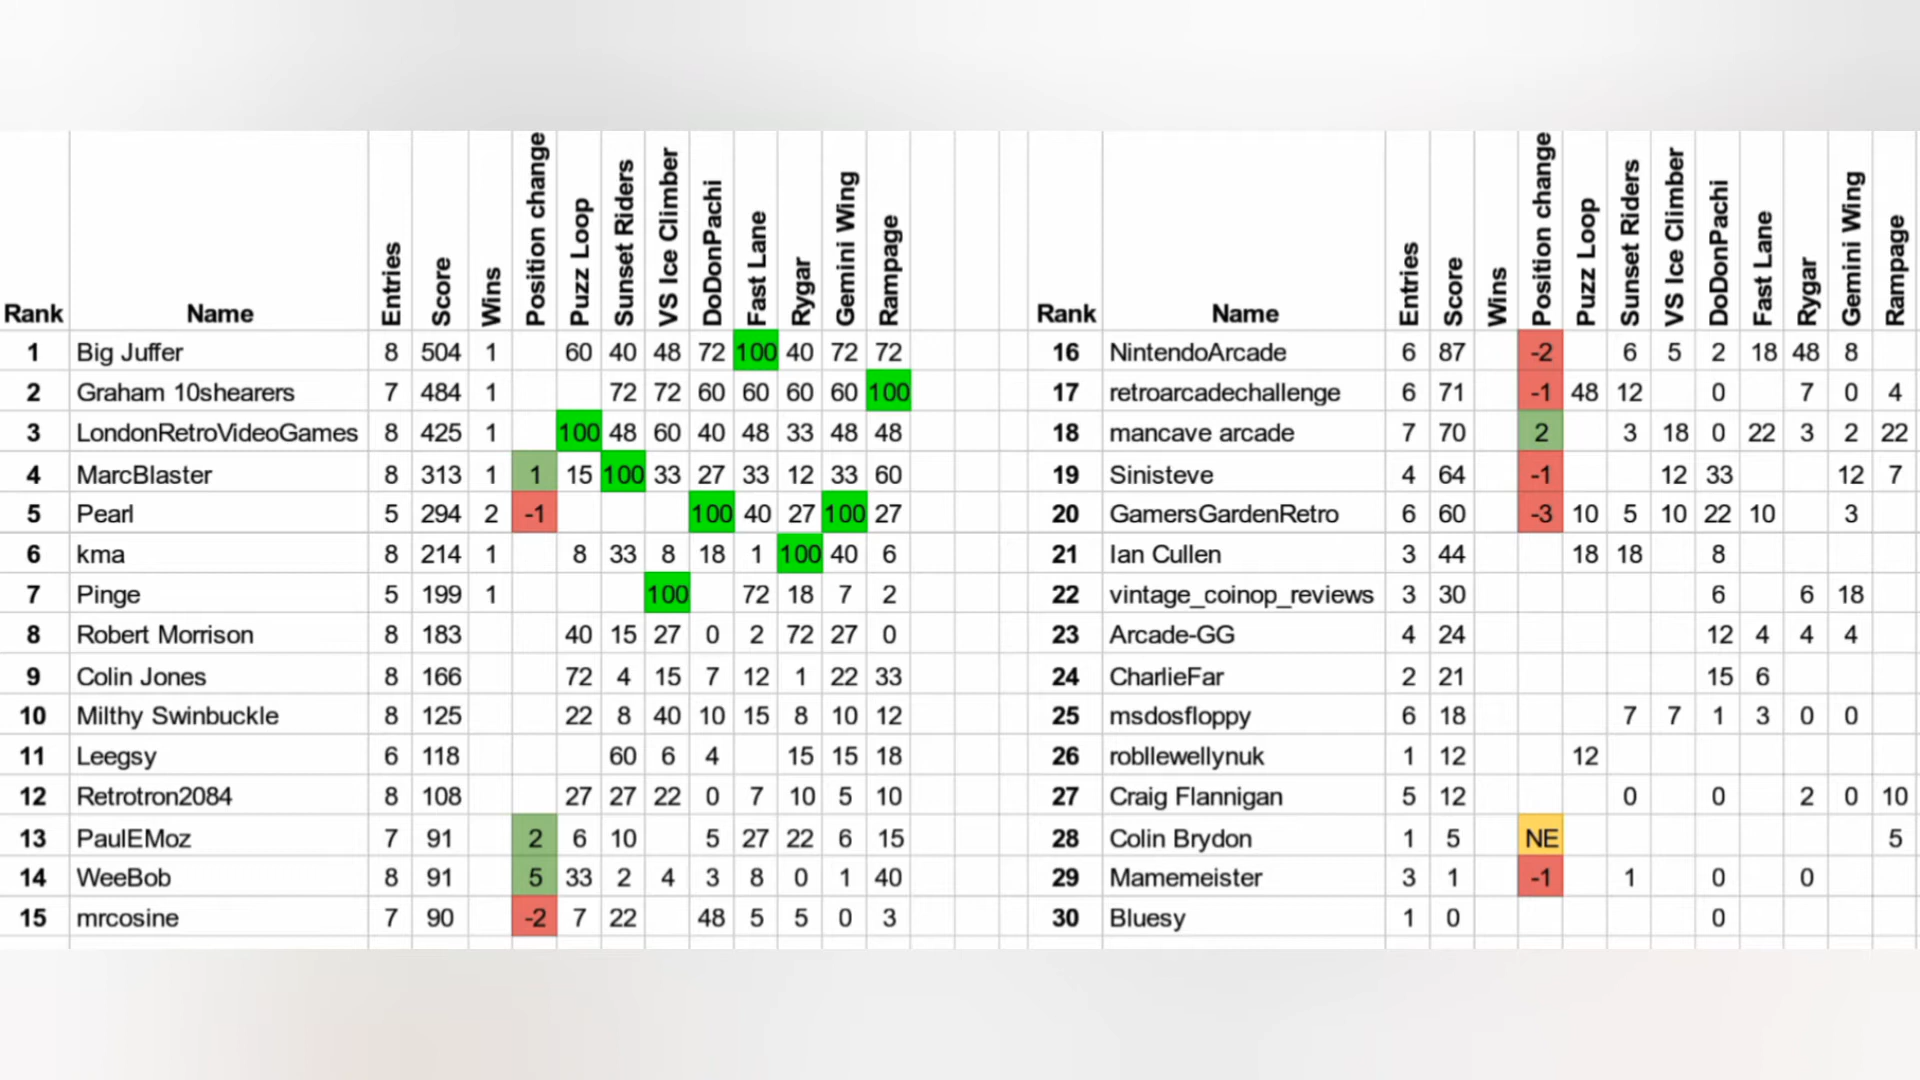 Rank Name Entries Score Wins Position change Puzz Loop Sunset Riders VS Ice Climber DoDonPachi Fast Lane Rygar Gemini Wing Rampage
1 Big Juffer 8 504 1 60 40 48 72 100 40 72 72
2 Graham 10shearers 7 484 1 72 72 60 60 60 60 100
3 LondonRetroVideoGames 8 425 1 100 48 60 40 48 33 48 48
4 MarcBlaster 8 313 1 1 15 100 33 27 33 12 33 60
5 Pearl 5 294 2 -1 100 40 27 100 27
6 kma 8 214 1 8 33 8 18 1 100 40 6
7 Pinge 5 199 1 100 72 18 7 2
8 Robert Morrison 8 183 40 15 27 0 2 72 27 0
9 Colin Jones 8 166 72 4 15 7 12 1 22 33
10 Milthy Swinbuckle 8 125 22 8 40 10 15 8 10 12
11 Leegsy 6 118 60 6 4 15 15 18
12 Retrotron2084 8 108 27 27 22 0 7 10 5 10
13 PaulEMoz 7 91 2 6 10 5 27 22 6 15
14 WeeBob 8 91 5 33 2 4 3 8 0 1 40
15 mrcosine 7 90 -2 7 22 48 5 5 0 3
Rank Name Entries Score Wins Position change Puzz Loop Sunset Riders VS Ice Climber DoDonPachi Fast Lane Rygar Gemini Wing Rampage
16 NintendoArcade 6 87 -2 6 5 2 18 48 8
17 retroarcadechallenge 6 71 -1 48 12 0 7 0 4
18 mancave arcade 7 70 2 3 18 0 22 3 2 22
19 Sinisteve 4 64 -1 12 33 12 7
20 GamersGardenRetro 6 60 -3 10 5 10 22 10 3
21 Ian Cullen 3 44 18 18 8
22 vintage_coinop_reviews 3 30 6 6 18
23 Arcade-GG 4 24 12 4 4 4
24 CharlieFar 2 21 15 6
25 msdosfloppy 6 18 7 7 1 3 0 0
26 robllewellynuk 1 12 12
27 Craig Flannigan 5 12 0 0 2 0 10
28 Colin Brydon 1 5 NE 5
29 Mamemeister 3 1 -1 1 0 0
30 Bluesy 1 0 0